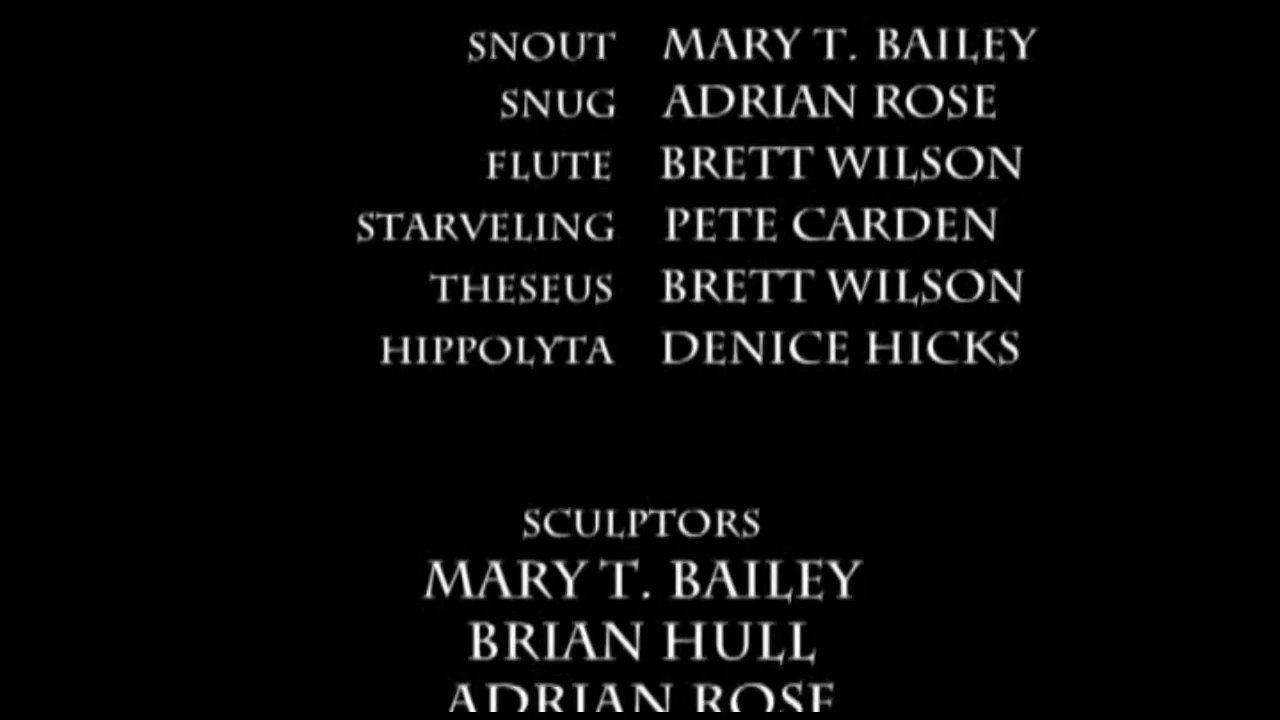 SNOUT MARY T. BAILEY
SNUG ADRIAN ROSE
FLUTE BRETT WILSON
STARVELING PETE CARDEN
THESEUS BRETT WILSON
HIPPOLYTA DENICE HICKS
SCULPTORS
MARY T. BAILEY
BRIAN HULL
ADRIAN ROSE